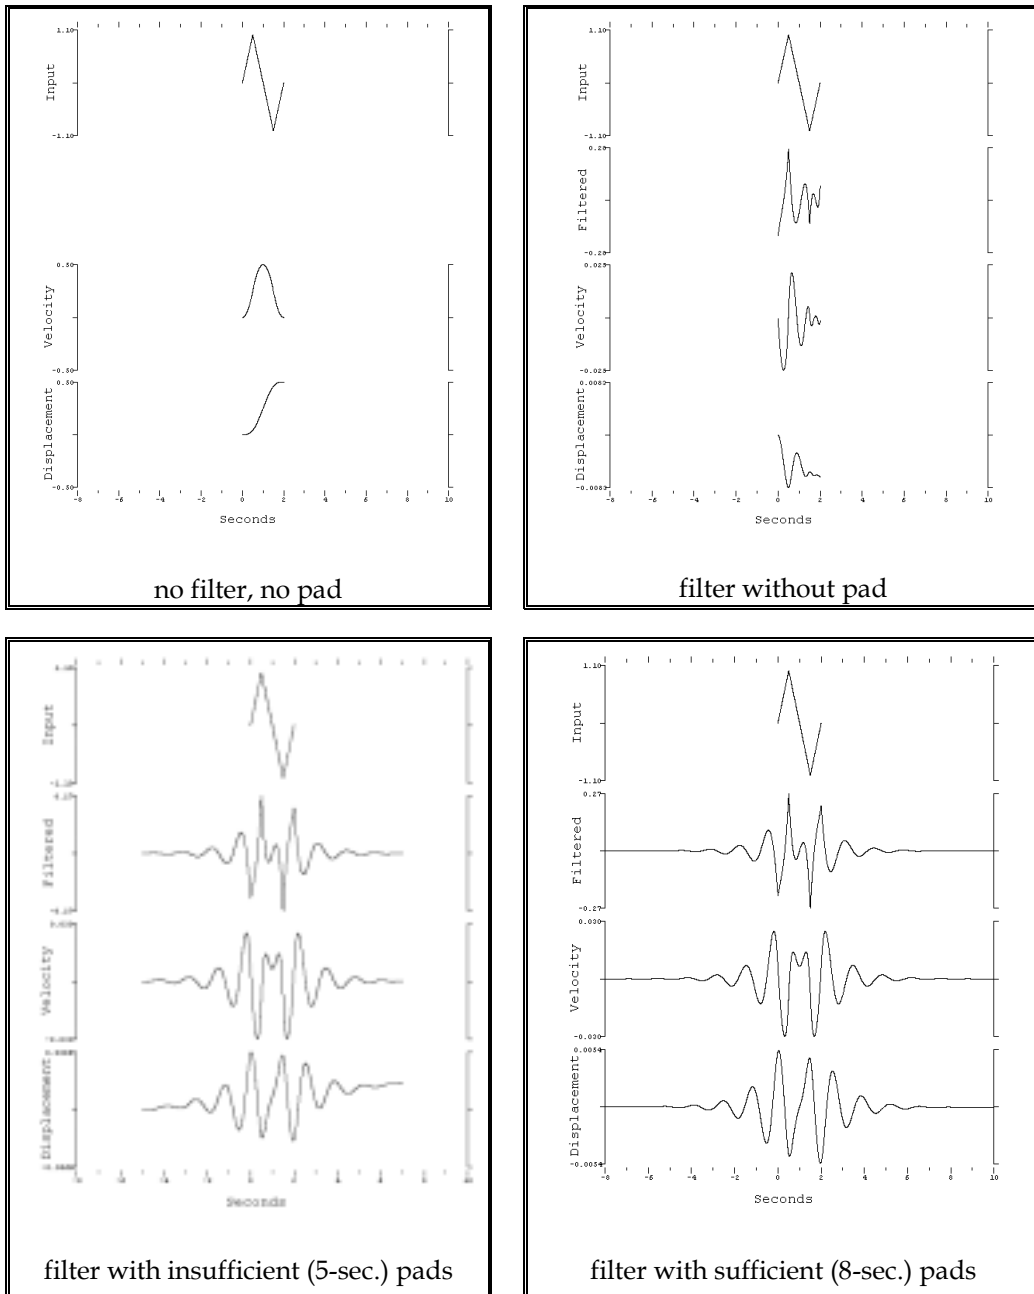 1.10
Input
-1.10
0.50
Velocity
-0.50
0.50
Displacement
-0.50
-8 -6 -4 -2 0 2 4 6 8 10
Seconds
no filter, no pad
1.10
Input
-1.10
0.20
Filtered
-0.20
0.025
Velocity
-0.025
0.0082
Displacement
-0.0082
-8 -6 -4 -2 0 2 4 6 8 10
Seconds
filter without pad
Input
Filtered
Velocity
Displacement
Seconds
filter with insufficient (5-sec.) pads
1.10
Input
-1.10
0.27
Filtered
-0.27
0.030
Velocity
-0.030
0.0054
Displacement
-0.0054
-8 -6 -4 -2 0 2 4 6 8 10
Seconds
filter with sufficient (8-sec.) pads